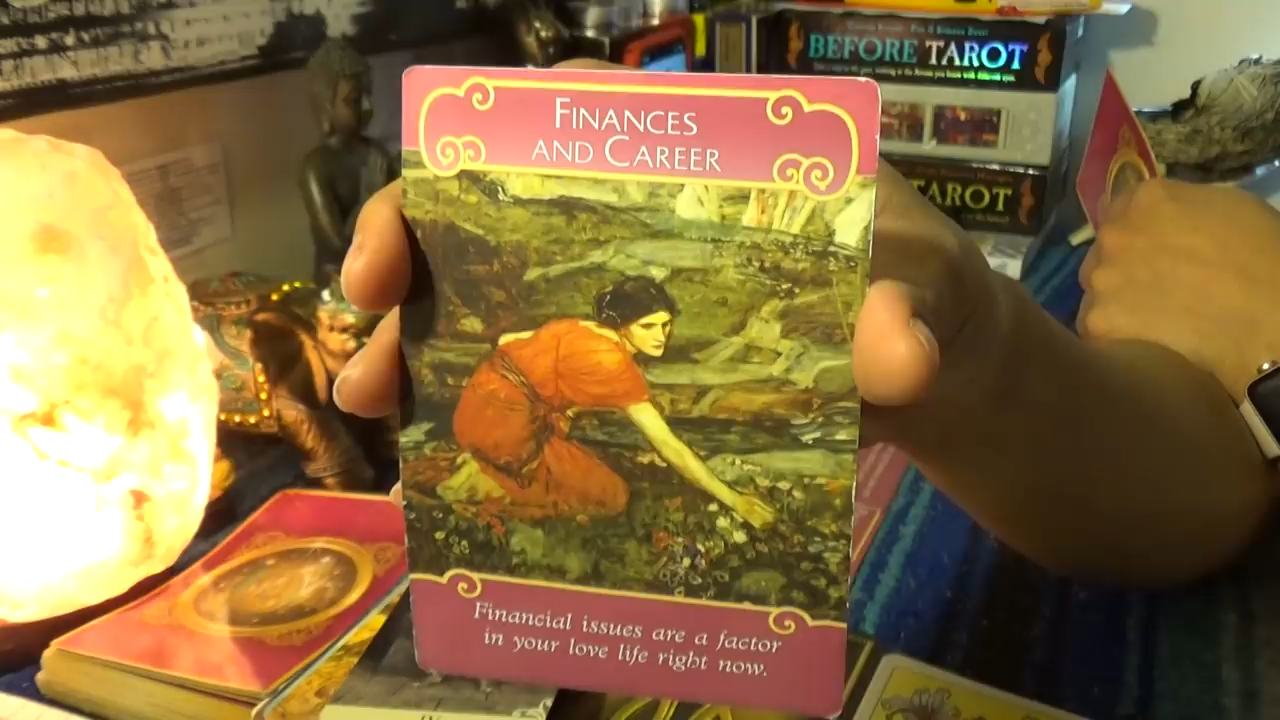 BEFORE TAROT
TAROT
FINANCES
AND CAREER
Financial issues are a factor
in your love life right now.